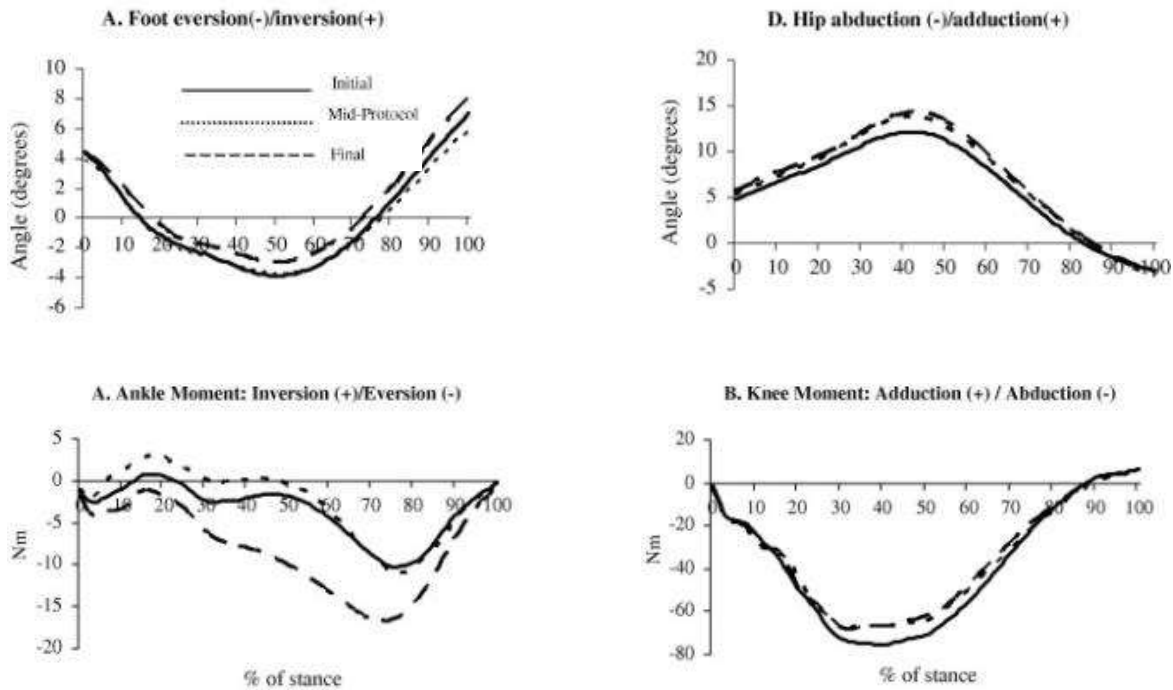 A. Foot eversion(-)/inversion(+)
10
8
6
4
2
0
-2
-4
-6
Angle (degrees)
0 10 20 30 40 50 60 70 80 90 100
Initial
Mid-Protocol
Final
D. Hip abduction (-)/adduction(+)
20
15
10
5
0
-5
Angle (degrees)
0 10 20 30 40 50 60 70 80 90 100
A. Ankle Moment: Inversion (+)/Eversion (-)
5
0
-5
-10
-15
-20
Nm
0 10 20 30 40 50 60 70 80 90 100
% of stance
B. Knee Moment: Adduction (+) / Abduction (-)
20
0
-20
-40
-60
-80
Nm
0 10 20 30 40 50 60 70 80 90 100
% of stance